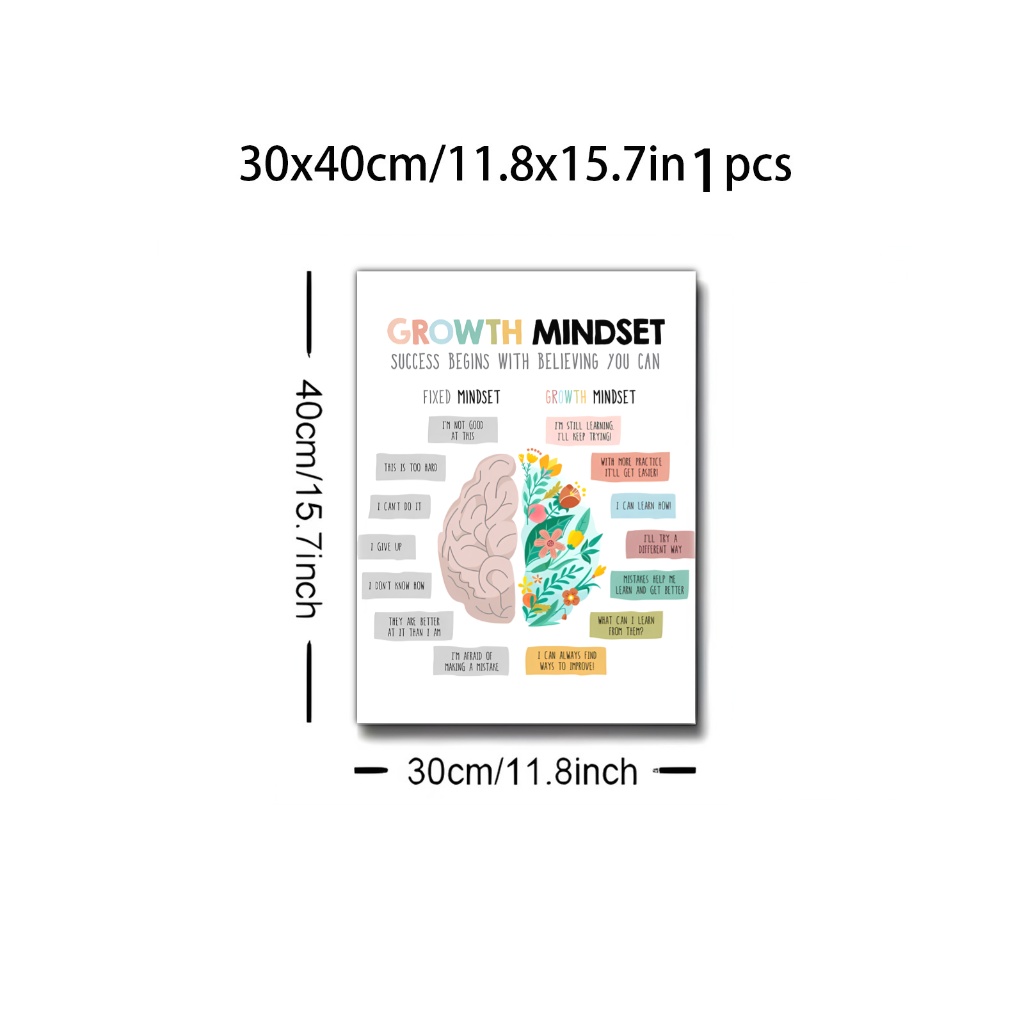 30x40cm/11.8x15.7in 1 pcs
GROWTH MINDSET
SUCCESS BEGINS WITH BELIEVING YOU CAN
FIXED MINDSET
I'M NOT GOOD
AT THIS
THIS IS TOO HARD
I CAN'T DO IT
I GIVE UP
I DON'T KNOW HOW
THEY ARE BETTER
AT IT THAN I AM
I'M AFRAID OF
MAKING A MISTAKE
GROWTH MINDSET
I'M STILL LEARNING.
I'LL KEEP TRYING!
WITH MORE PRACTICE
IT'LL GET EASIER!
I CAN LEARN HOW!
I'LL TRY A
DIFFERENT WAY
MISTAKES HELP ME
LEARN AND GET BETTER
WHAT CAN I LEARN
FROM THEM?
I CAN ALWAYS FIND
WAYS TO IMPROVE!
40cm/15.7inch
30cm/11.8inch